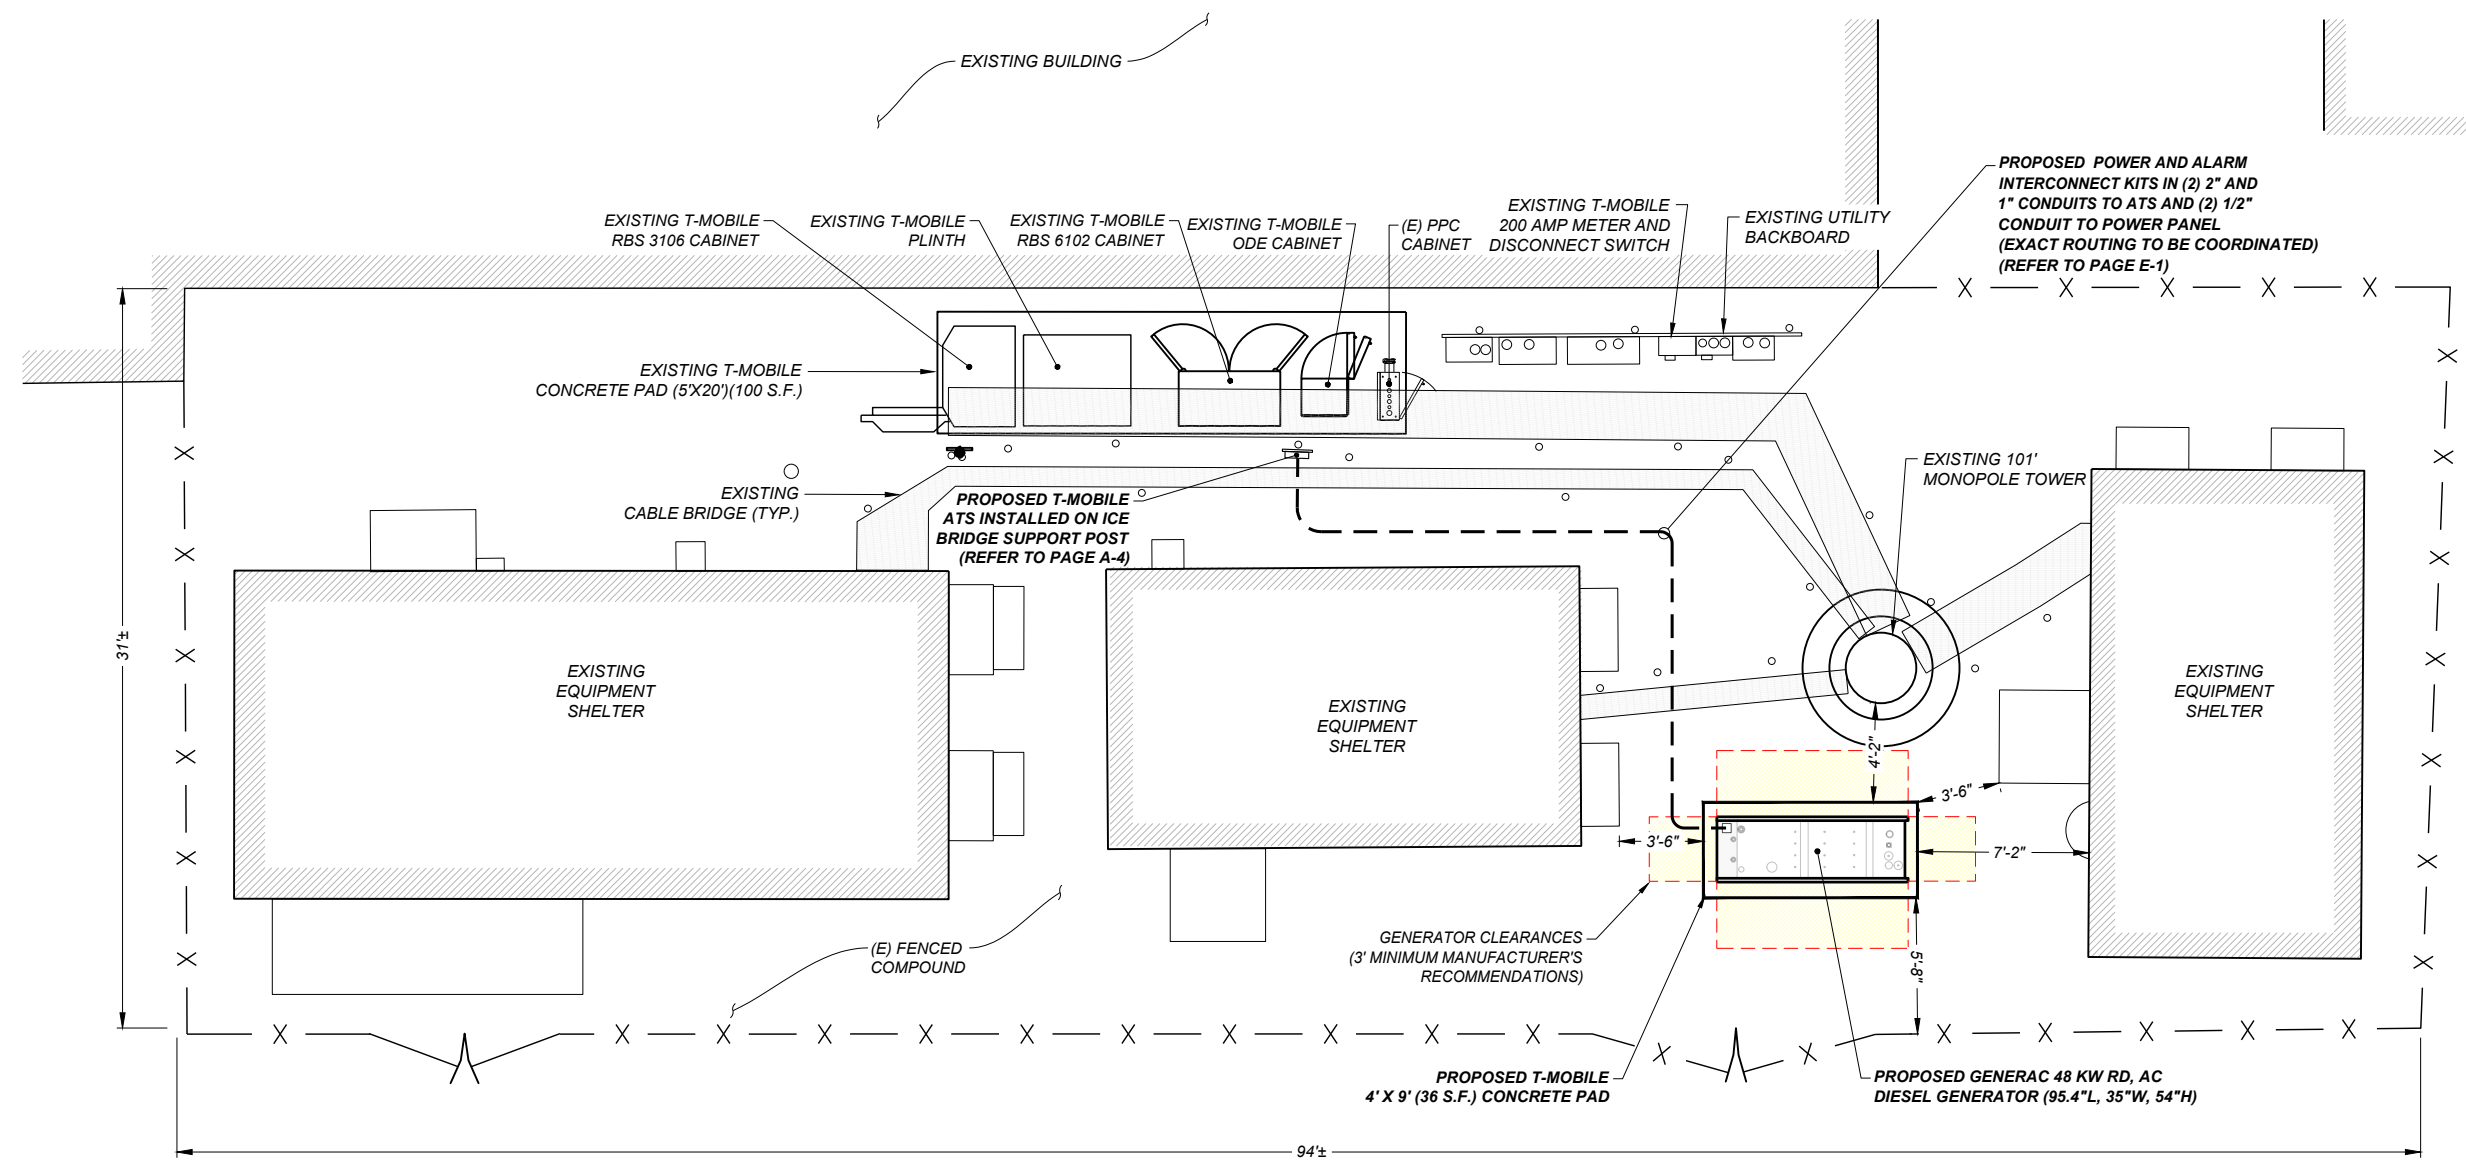 EXISTING BUILDING
PROPOSED POWER AND ALARM
INTERCONNECT KITS IN (2) 2" AND
1" CONDUITS TO ATS AND (2) 1/2"
CONDUIT TO POWER PANEL
(EXACT ROUTING TO BE COORDINATED)
(REFER TO PAGE E-1)
EXISTING T-MOBILE
RBS 3106 CABINET
EXISTING T-MOBILE
PLINTH
EXISTING T-MOBILE
RBS 6102 CABINET
EXISTING T-MOBILE
ODE CABINET
(E) PPC
CABINET
EXISTING T-MOBILE
200 AMP METER AND
DISCONNECT SWITCH
EXISTING UTILITY
BACKBOARD
EXISTING T-MOBILE
CONCRETE PAD (5'X20')(100 S.F.)
EXISTING
CABLE BRIDGE (TYP.)
PROPOSED T-MOBILE
ATS INSTALLED ON ICE
BRIDGE SUPPORT POST
(REFER TO PAGE A-4)
EXISTING 101'
MONOPOLE TOWER
31'±
EXISTING
EQUIPMENT
SHELTER
EXISTING
EQUIPMENT
SHELTER
EXISTING
EQUIPMENT
SHELTER
4'-2"
3'-6"
3'-6"
7'-2"
5'-8"
(E) FENCED
COMPOUND
GENERATOR CLEARANCES
(3' MINIMUM MANUFACTURER'S
RECOMMENDATIONS)
PROPOSED T-MOBILE
4' X 9' (36 S.F.) CONCRETE PAD
PROPOSED GENERAC 48 KW RD, AC
DIESEL GENERATOR (95.4"L, 35"W, 54"H)
94'±